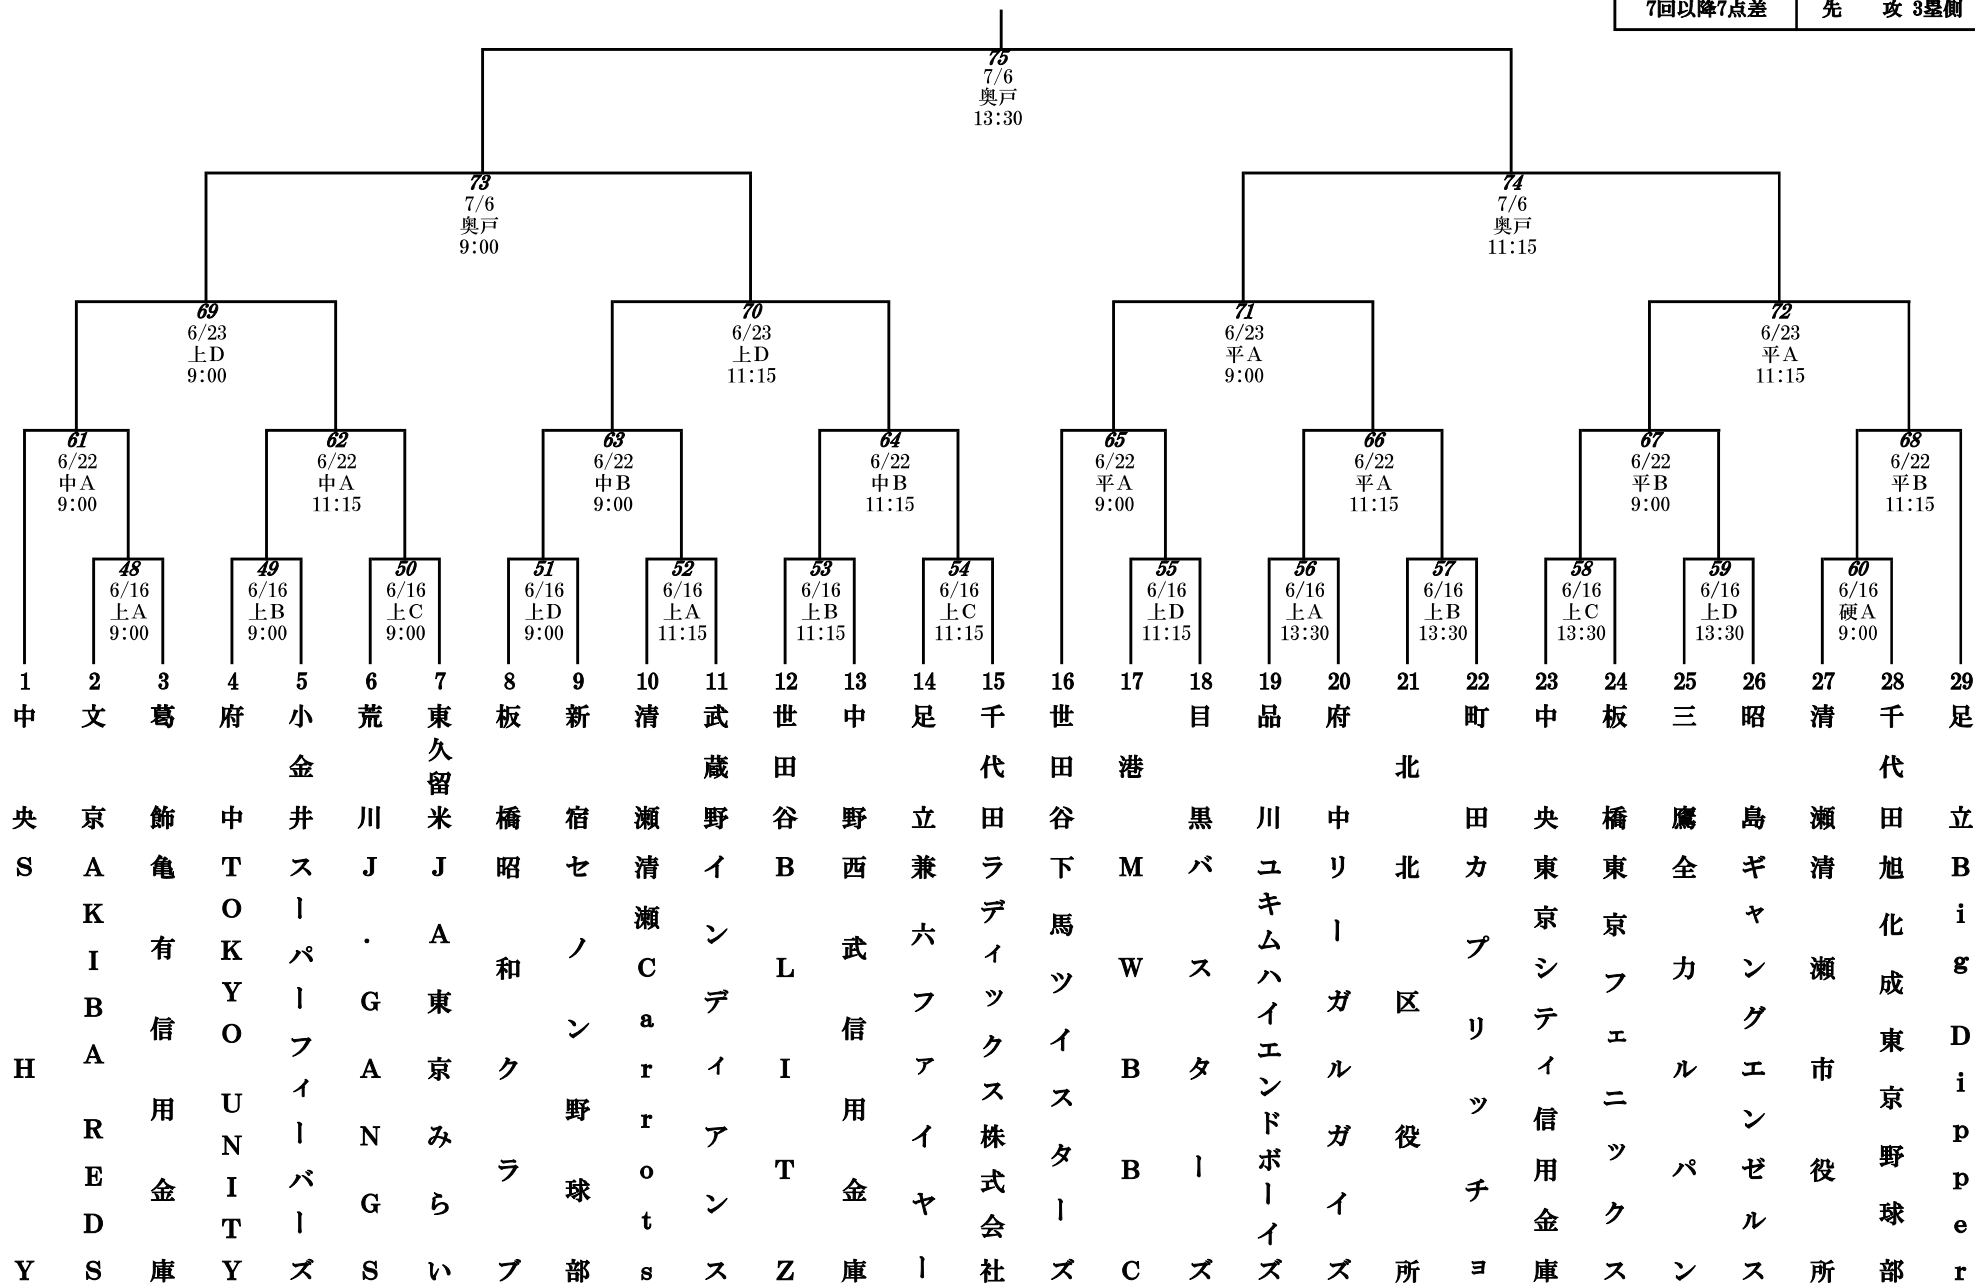 7回以降7点差 先 攻 3塁側
75
7/6
奥戸
13:30
73
7/6
奥戸
9:00
74
7/6
奥戸
11:15
69
6/23
上D
9:00
70
6/23
上D
11:15
71
6/23
平A
9:00
72
6/23
平A
11:15
61
6/22
中A
9:00
62
6/22
中A
11:15
63
6/22
中B
9:00
64
6/22
中B
11:15
65
6/22
平A
9:00
66
6/22
平A
11:15
67
6/22
平B
9:00
68
6/22
平B
11:15
48
6/16
上A
9:00
49
6/16
上B
9:00
50
6/16
上C
9:00
51
6/16
上D
9:00
52
6/16
上A
11:15
53
6/16
上B
11:15
54
6/16
上C
11:15
55
6/16
上D
11:15
56
6/16
上A
13:30
57
6/16
上B
13:30
58
6/16
上C
13:30
59
6/16
上D
13:30
60
6/16
硬A
9:00
1 中央 SHY
2 文京 AKIBA REDS
3 葛飾 亀有信用金庫
4 府中 TOKYO UNITY
5 小金井 スーパーフィーバーズ
6 荒川 J.GANGS
7 東久留米 JA東京みらい
8 板橋 昭和クラブ
9 新宿 セノン野球部
10 清瀬 清瀬Carrots
11 武蔵野 インディアンス
12 世田谷 BLITZ
13 中野 西武信用金庫
14 足立 兼六ファイヤー
15 千代田 ラディックス株式会社
16 世田谷 下馬ツイスターズ
17 港 MWBBC
18 目黒 バスターズ
19 品川 ユキムハイエンドボーイズ
20 府中 リーガルガイズ
21 北 北区役所
22 町田 カプリッチョ
23 中央 東京シティ信用金庫
24 板橋 東京フェニックス
25 三鷹 全力ルパン
26 昭島 ギャングエンゼルス
27 清瀬 清瀬市役所
28 千代田 旭化成東京野球部
29 足立 Big Dipper